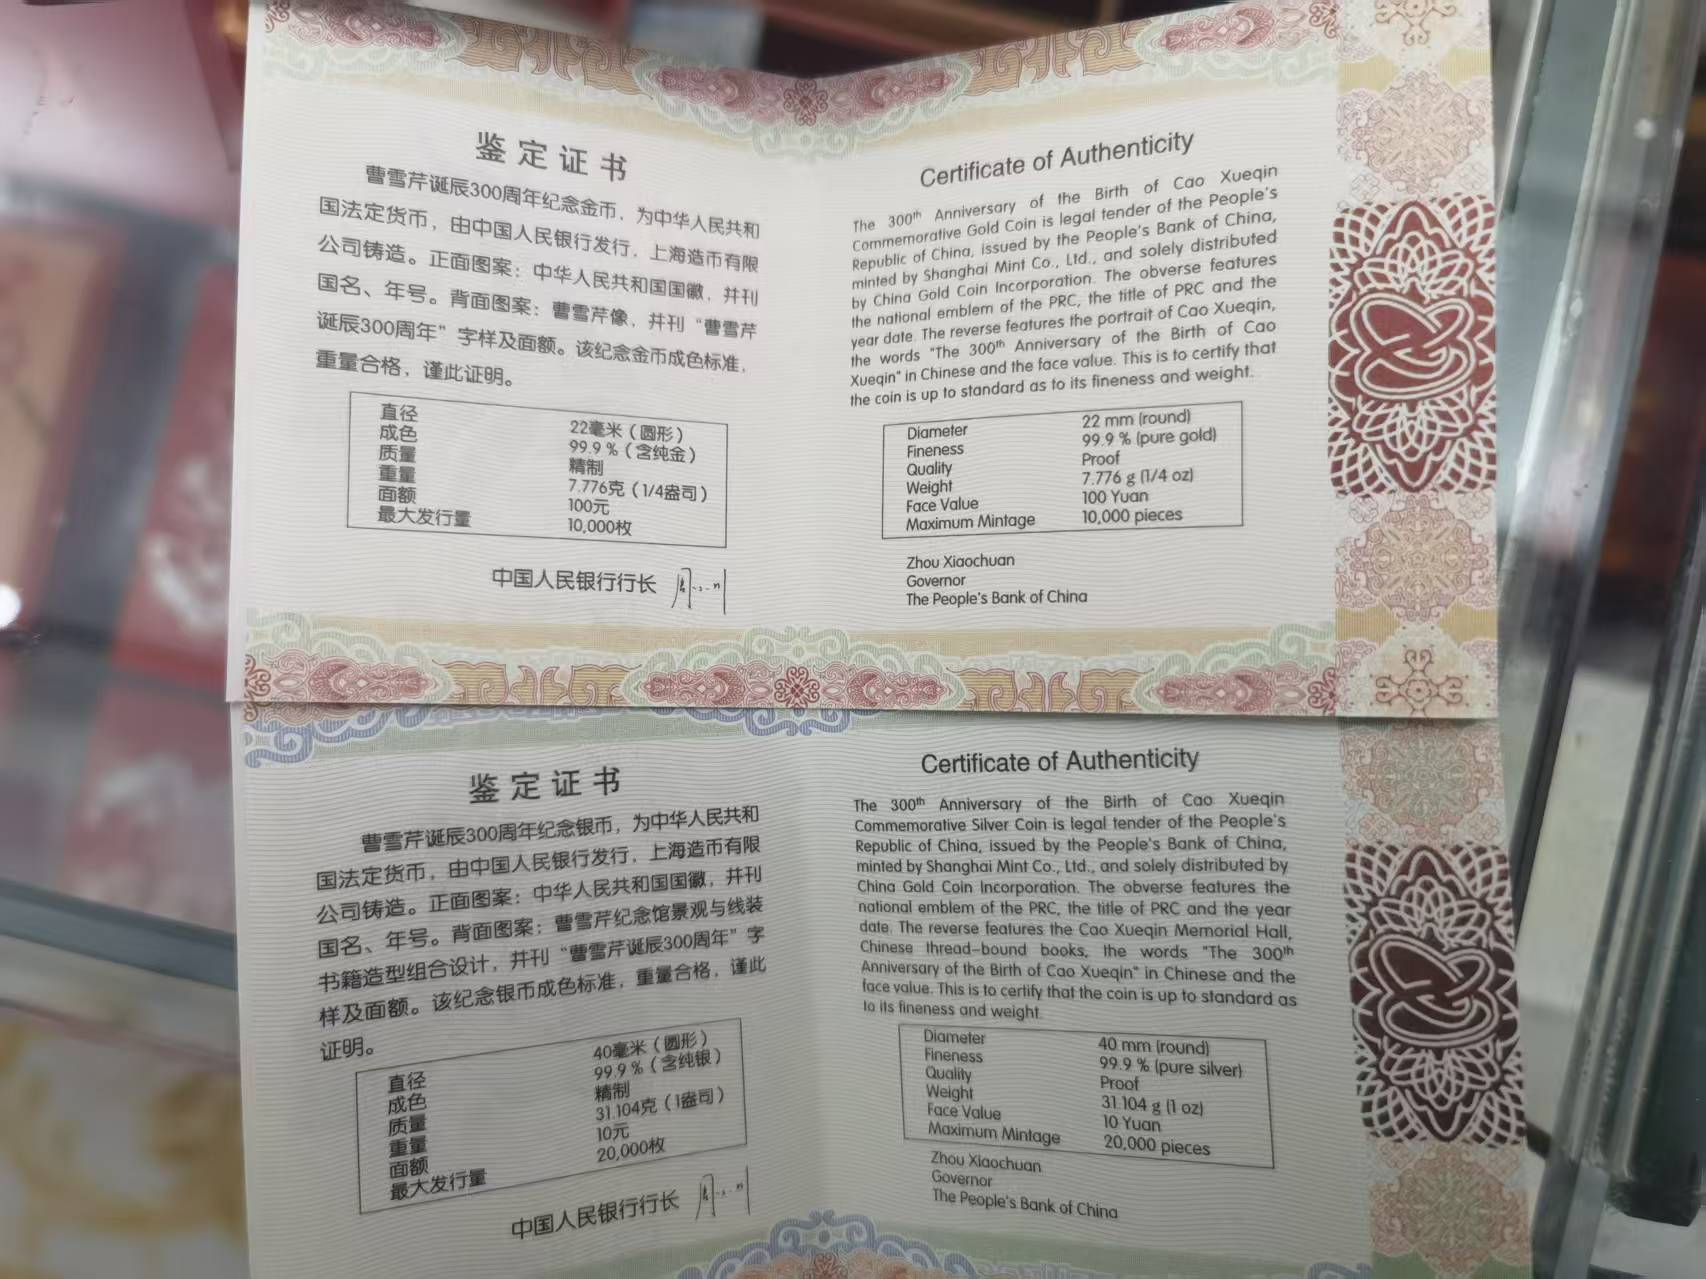 鉴定证书
曹雪芹诞辰300周年纪念金币，为中华人民共和
国法定货币，由中国人民银行发行，上海造币有限
公司铸造。正面图案：中华人民共和国国徽，并刊
国名、年号。背面图案：曹雪芹像，并刊“曹雪芹
诞辰300周年”字样及面额。该纪念金币成色标准，
重量合格，谨此证明。
直径 22毫米（圆形）
成色 99.9％（含纯金）
质量 精制
重量 7.776克（1/4盎司）
面额 100元
最大发行量 10,000枚
中国人民银行行长
Certificate of Authenticity
The 300th Anniversary of the Birth of Cao Xueqin
Commemorative Gold Coin is legal tender of the People's
Republic of China, issued by the People's Bank of China,
minted by Shanghai Mint Co., Ltd., and solely distributed
by China Gold Coin Incorporation. The obverse features
the national emblem of the PRC, the title of PRC and the
year date. The reverse features the portrait of Cao Xueqin,
the words "The 300th Anniversary of the Birth of Cao
Xueqin" in Chinese and the face value. This is to certify that
the coin is up to standard as to its fineness and weight.
Diameter 22 mm (round)
Fineness 99.9 % (pure gold)
Quality Proof
Weight 7.776 g (1/4 oz)
Face Value 100 Yuan
Maximum Mintage 10,000 pieces
Zhou Xiaochuan
Governor
The People's Bank of China
鉴定证书
曹雪芹诞辰300周年纪念银币，为中华人民共和
国法定货币，由中国人民银行发行，上海造币有限
公司铸造。正面图案：中华人民共和国国徽，并刊
国名、年号。背面图案：曹雪芹纪念馆景观与线装
书籍造型组合设计，并刊“曹雪芹诞辰300周年”字
样及面额。该纪念银币成色标准，重量合格，谨此
证明。
直径 40毫米（圆形）
成色 99.9％（含纯银）
质量 精制
重量 31.104克（1盎司）
面额 10元
最大发行量 20,000枚
中国人民银行行长
Certificate of Authenticity
The 300th Anniversary of the Birth of Cao Xueqin
Commemorative Silver Coin is legal tender of the People's
Republic of China, issued by the People's Bank of China,
minted by Shanghai Mint Co., Ltd., and solely distributed by
China Gold Coin Incorporation. The obverse features the
national emblem of the PRC, the title of PRC and the year
date. The reverse features the Cao Xueqin Memorial Hall,
Chinese thread-bound books, the words "The 300th
Anniversary of the Birth of Cao Xueqin" in Chinese and the
face value. This is to certify that the coin is up to standard as
to its fineness and weight.
Diameter 40 mm (round)
Fineness 99.9 % (pure silver)
Quality Proof
Weight 31.104 g (1 oz)
Face Value 10 Yuan
Maximum Mintage 20,000 pieces
Zhou Xiaochuan
Governor
The People's Bank of China